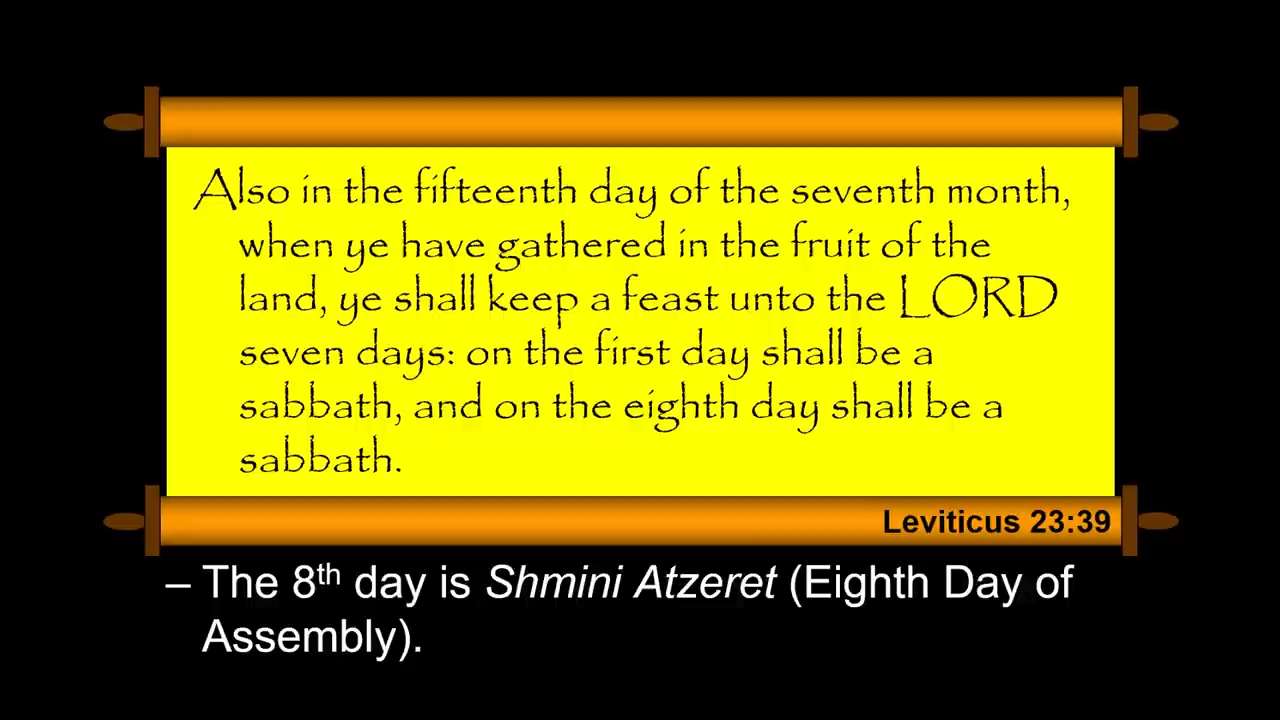 Also in the fifteenth day of the seventh month,
when ye have gathered in the fruit of the
land, ye shall keep a feast unto the LORD
seven days: on the first day shall be a
sabbath, and on the eighth day shall be a
sabbath.
Leviticus 23:39
– The 8th day is Shmini Atzeret (Eighth Day of
Assembly).